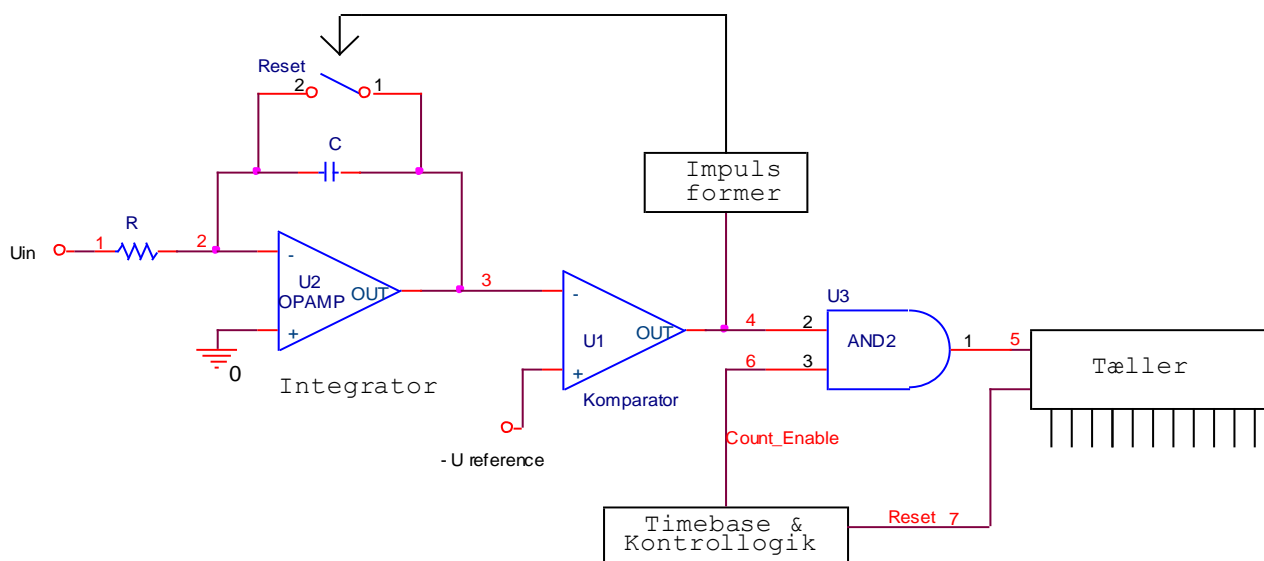 Reset
2
1
C
Impuls
former
R
Uin
1
2
-
U2
OPAMP
OUT
+
0
Integrator
3
-
U1
OUT
+
Komparator
- U reference
4
2
U3
AND2
6
3
1
5
Tæller
Count_Enable
Timebase &
Kontrollogik
Reset 7